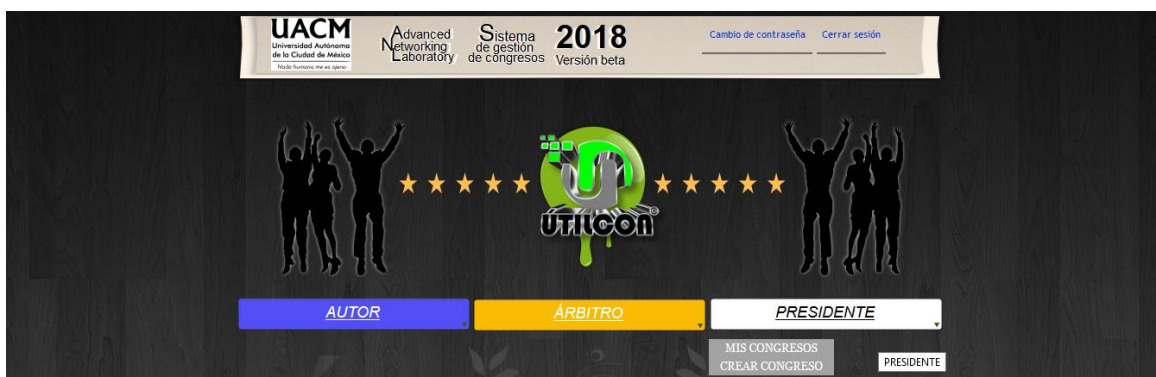 UACM
Universidad Autónoma
de la Ciudad de México
Nada humano me es ajeno
Advanced
Networking
Laboratory
Sistema
de gestión
de congresos
2018
Versión beta
Cambio de contraseña
Cerrar sesión
UTILCON©
AUTOR
ÁRBITRO
PRESIDENTE
MIS CONGRESOS
CREAR CONGRESO
PRESIDENTE